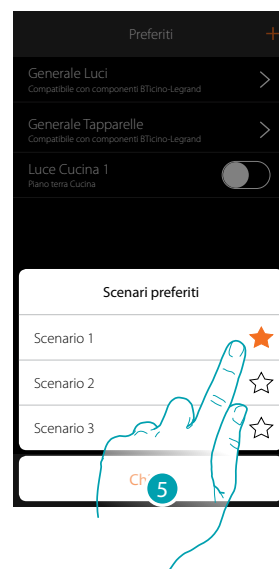 Preferiti +
Generale Luci
Compatibile con componenti BTicino-Legrand
Generale Tapparelle
Compatibile con componenti BTicino-Legrand
Luce Cucina 1
Piano terra Cucina
Scenari preferiti
Scenario 1
Scenario 2
Scenario 3
5